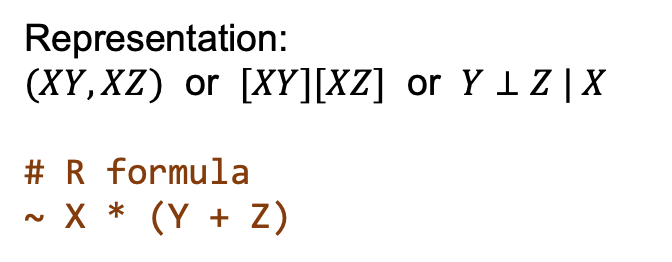 Representation:
(XY, XZ) or [XY][XZ] or Y ⊥ Z | X
# R formula
~ X * (Y + Z)